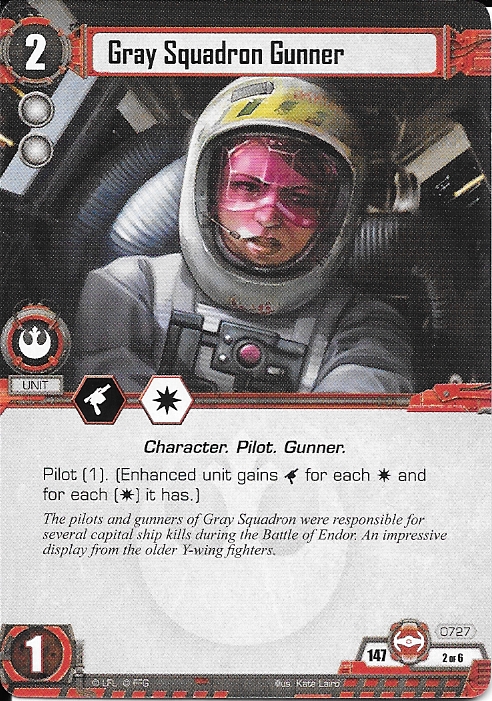 2
Gray Squadron Gunner
UNIT
Character. Pilot. Gunner.
Pilot (1). (Enhanced unit gains for each and
for each ( ) it has.)
The pilots and gunners of Gray Squadron were responsible for
several capital ship kills during the Battle of Endor. An impressive
display from the older Y-wing fighters.
1
0727
147
2 OF 6
© LFL © FFG
Illus. Kate Laird